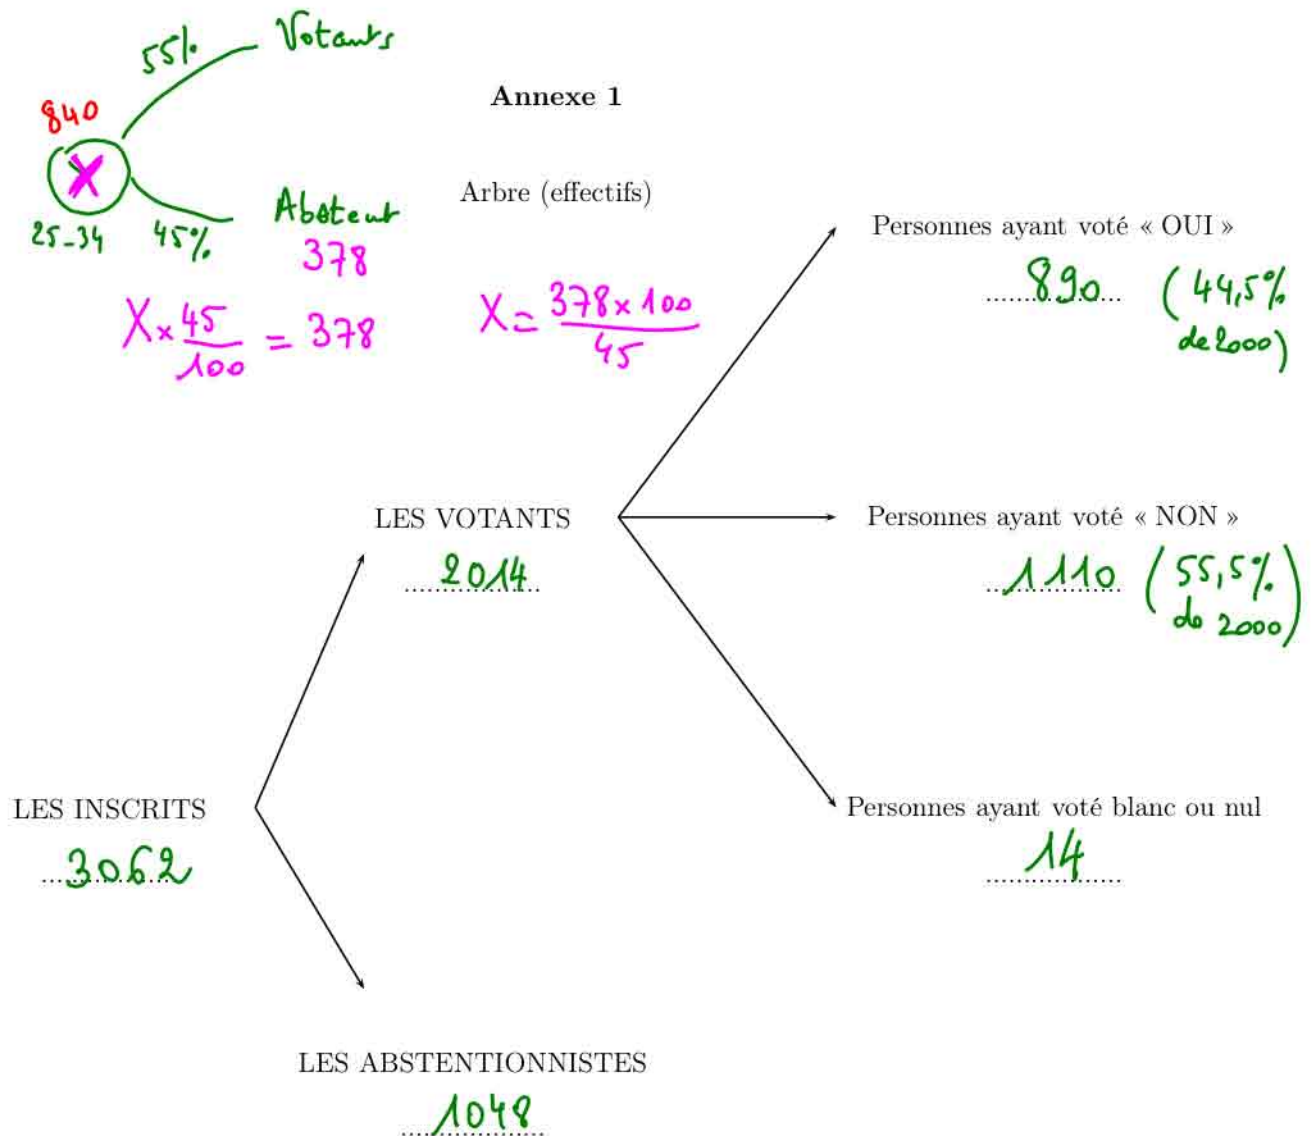 55% Votants
Annexe 1
840
X
Arbre (effectifs)
25-34 45% Abstent
378
X × 45/100 = 378
X = 378 × 100/45
Personnes ayant voté « OUI »
890 (44,5%
de 2000)
LES VOTANTS
2014
Personnes ayant voté « NON »
1110 (55,5%
de 2000)
LES INSCRITS
3062
Personnes ayant voté blanc ou nul
14
LES ABSTENTIONNISTES
1048